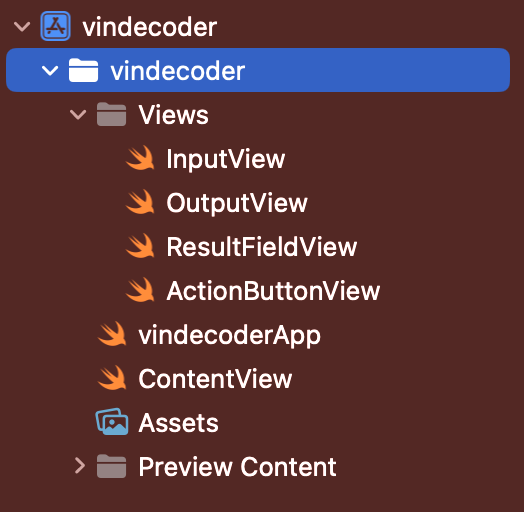 vindecoder
vindecoder
Views
InputView
OutputView
ResultFieldView
ActionButtonView
vindecoderApp
ContentView
Assets
Preview Content